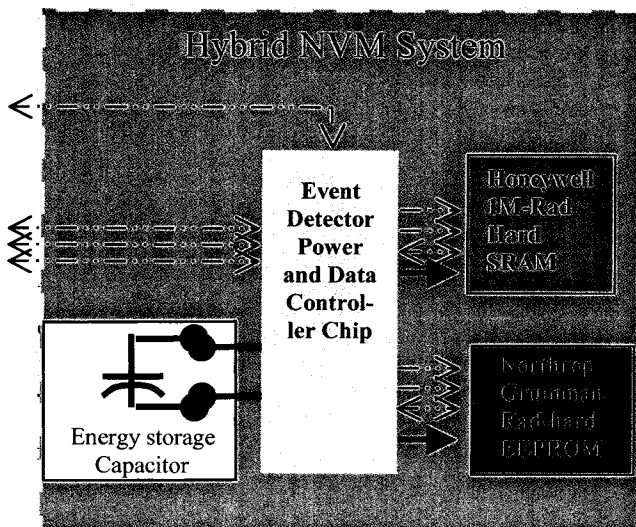 Hybrid NVM System
Event
Detector
Power
and Data
Control-
ler Chip
Honeywell
1M-Rad
Hard
SRAM
Energy storage
Capacitor
Northrop
Grumman
Rad-hard
EEPROM